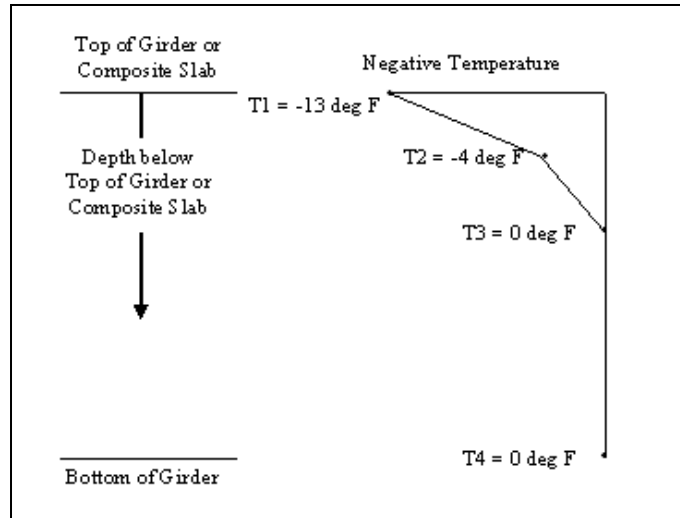 Top of Girder or
Composite Slab
Negative Temperature
T1 = -13 deg F
Depth below
Top of Girder or
Composite Slab
T2 = -4 deg F
T3 = 0 deg F
T4 = 0 deg F
Bottom of Girder